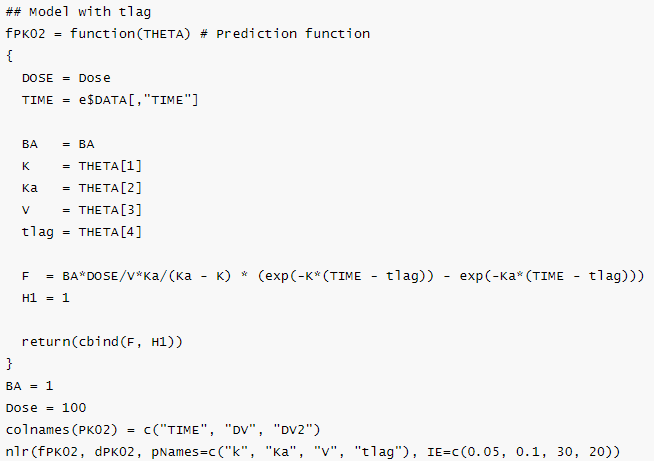 ## Model with tlag
fPK02 = function(THETA) # Prediction function
{
  DOSE = Dose
  TIME = e$DATA[,"TIME"]

  BA   = BA
  K    = THETA[1]
  Ka   = THETA[2]
  V    = THETA[3]
  tlag = THETA[4]

  F  = BA*DOSE/V*Ka/(Ka - K) * (exp(-K*(TIME - tlag)) - exp(-Ka*(TIME - tlag)))
  H1 = 1

  return(cbind(F, H1))
}
BA = 1
Dose = 100
colnames(PK02) = c("TIME", "DV", "DV2")
nlr(fPK02, dPK02, pNames=c("k", "Ka", "V", "tlag"), IE=c(0.05, 0.1, 30, 20))